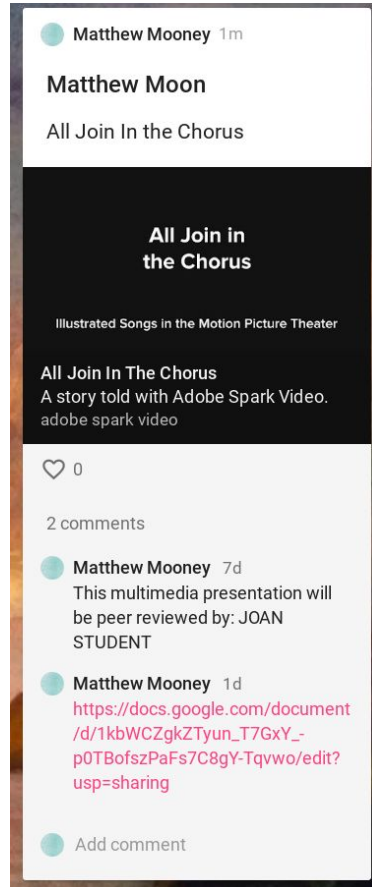 Matthew Mooney 1m
Matthew Moon
All Join In the Chorus
All Join in
the Chorus
Illustrated Songs in the Motion Picture Theater
All Join In The Chorus
A story told with Adobe Spark Video.
adobe spark video
0
2 comments
Matthew Mooney 7d
This multimedia presentation will
be peer reviewed by: JOAN
STUDENT
Matthew Mooney 1d
https://docs.google.com/document
/d/1kbWCZgkZTyun_T7GxY_-
p0TBofszPaFs7C8gY-Tqvwo/edit?
usp=sharing
Add comment